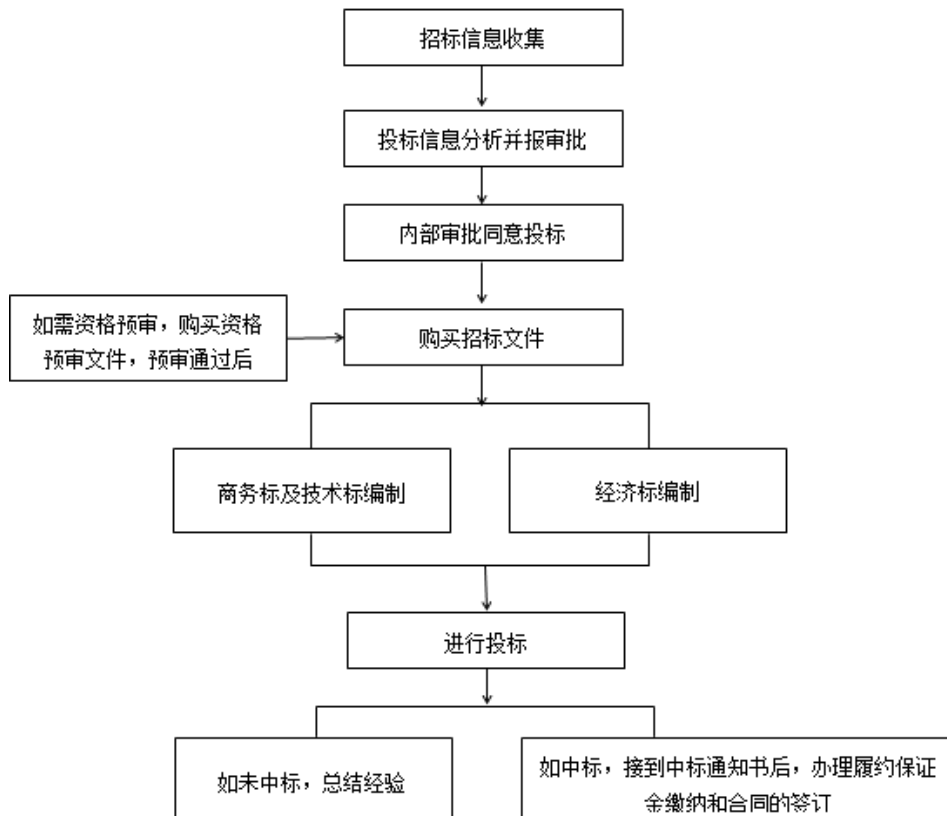 招标信息收集
投标信息分析并报审批
内部审批同意投标
如需资格预审，购买资格
预审文件，预审通过后
购买招标文件
商务标及技术标编制
经济标编制
进行投标
如未中标，总结经验
如中标，接到中标通知书后，办理履约保证
金缴纳和合同的签订